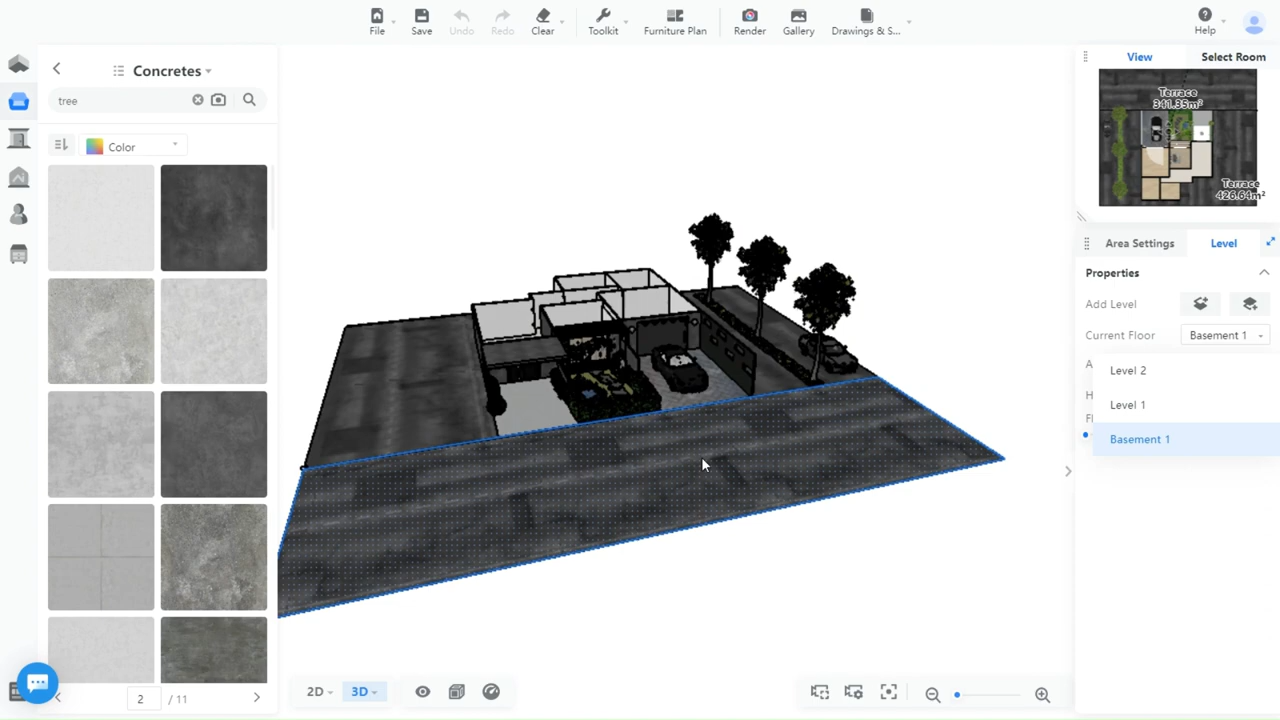 File
Save
Undo
Redo
Clear
Toolkit
Furniture Plan
Render
Gallery
Drawings & S...
Help
Concretes
tree
Color
2 / 11
2D
3D
View
Select Room
Terrace
341.35m²
Terrace
426.64m²
Area Settings
Level
Properties
Add Level
Current Floor
Basement 1
Level 2
Level 1
Basement 1